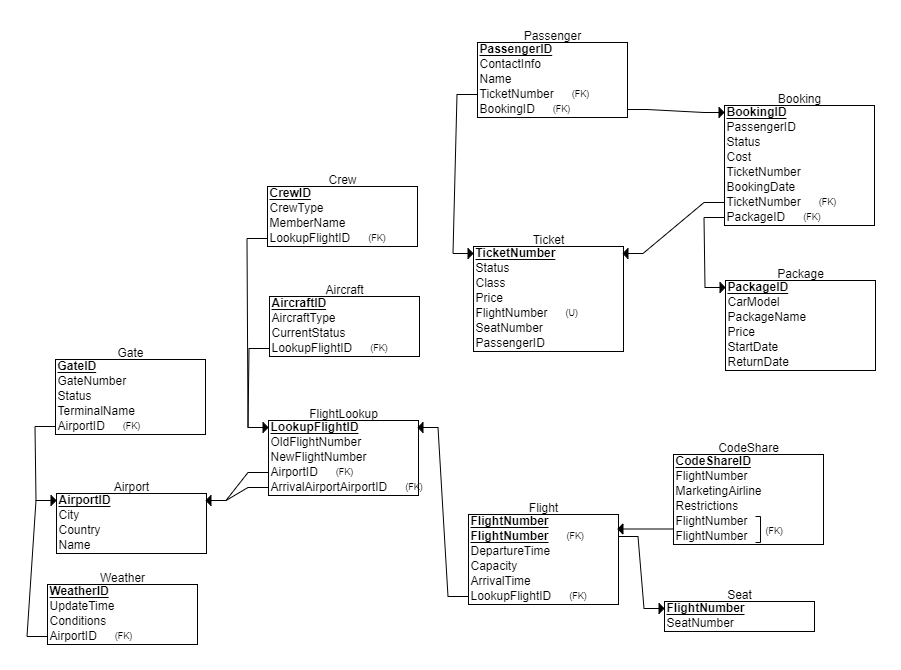 Passenger
PassengerID
ContactInfo
Name
TicketNumber (FK)
BookingID (FK)
Booking
BookingID
PassengerID
Status
Cost
TicketNumber
BookingDate
TicketNumber (FK)
PackageID (FK)
Crew
CrewID
CrewType
MemberName
LookupFlightID (FK)
Ticket
TicketNumber
Status
Class
Price
FlightNumber (U)
SeatNumber
PassengerID
Package
PackageID
CarModel
PackageName
Price
StartDate
ReturnDate
Aircraft
AircraftID
AircraftType
CurrentStatus
LookupFlightID (FK)
Gate
GateID
GateNumber
Status
TerminalName
AirportID (FK)
FlightLookup
LookupFlightID
OldFlightNumber
NewFlightNumber
AirportID (FK)
ArrivalAirportAirportID (FK)
CodeShare
CodeShareID
FlightNumber
MarketingAirline
Restrictions
FlightNumber
FlightNumber (FK)
Airport
AirportID
City
Country
Name
Flight
FlightNumber
FlightNumber (FK)
DepartureTime
Capacity
ArrivalTime
LookupFlightID (FK)
Weather
WeatherID
UpdateTime
Conditions
AirportID (FK)
Seat
FlightNumber
SeatNumber